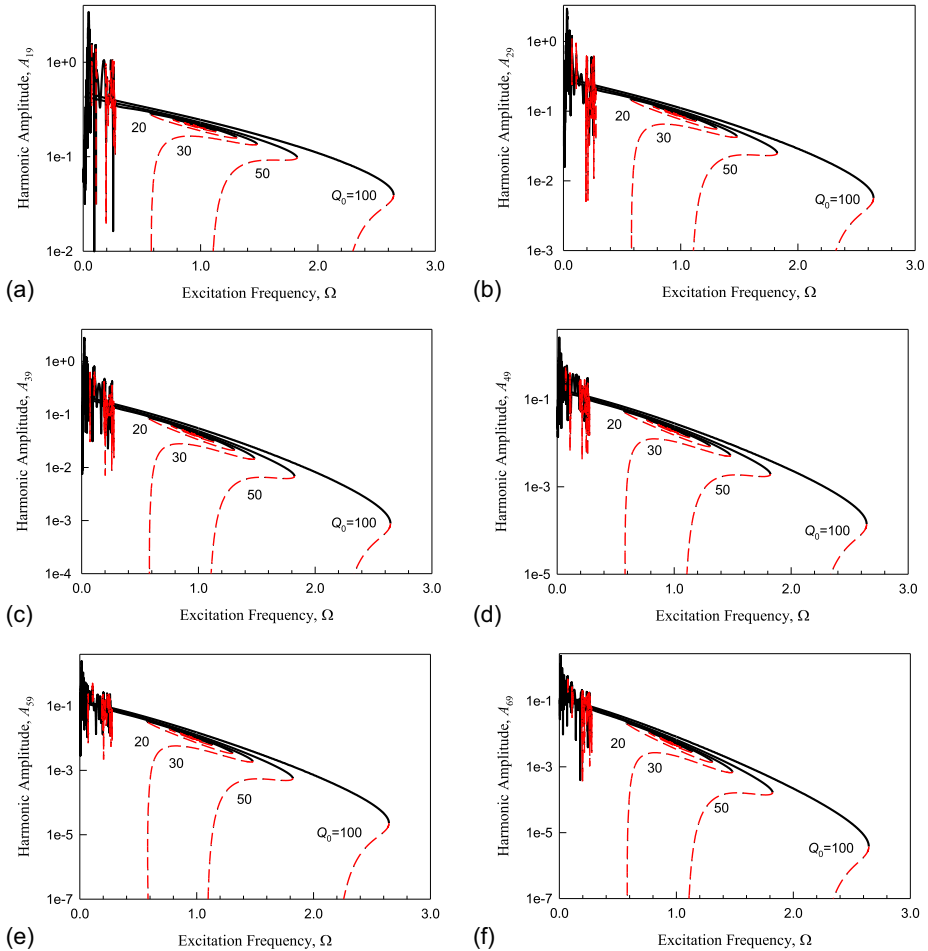 Harmonic Amplitude, A19
1e+0
1e-1
1e-2
20
30
50
Q0=100
0.0
1.0
2.0
3.0
(a)
Excitation Frequency, Ω
Harmonic Amplitude, A29
1e+0
1e-1
1e-2
1e-3
20
30
50
Q0=100
0.0
1.0
2.0
3.0
(b)
Excitation Frequency, Ω
Harmonic Amplitude, A39
1e+0
1e-1
1e-2
1e-3
1e-4
20
30
50
Q0=100
0.0
1.0
2.0
3.0
(c)
Excitation Frequency, Ω
Harmonic Amplitude, A49
1e-1
1e-3
1e-5
20
30
50
Q0=100
0.0
1.0
2.0
3.0
(d)
Excitation Frequency, Ω
Harmonic Amplitude, A59
1e-1
1e-3
1e-5
1e-7
20
30
50
Q0=100
0.0
1.0
2.0
3.0
(e)
Excitation Frequency, Ω
Harmonic Amplitude, A69
1e-1
1e-3
1e-5
1e-7
20
30
50
Q0=100
0.0
1.0
2.0
3.0
(f)
Excitation Frequency, Ω